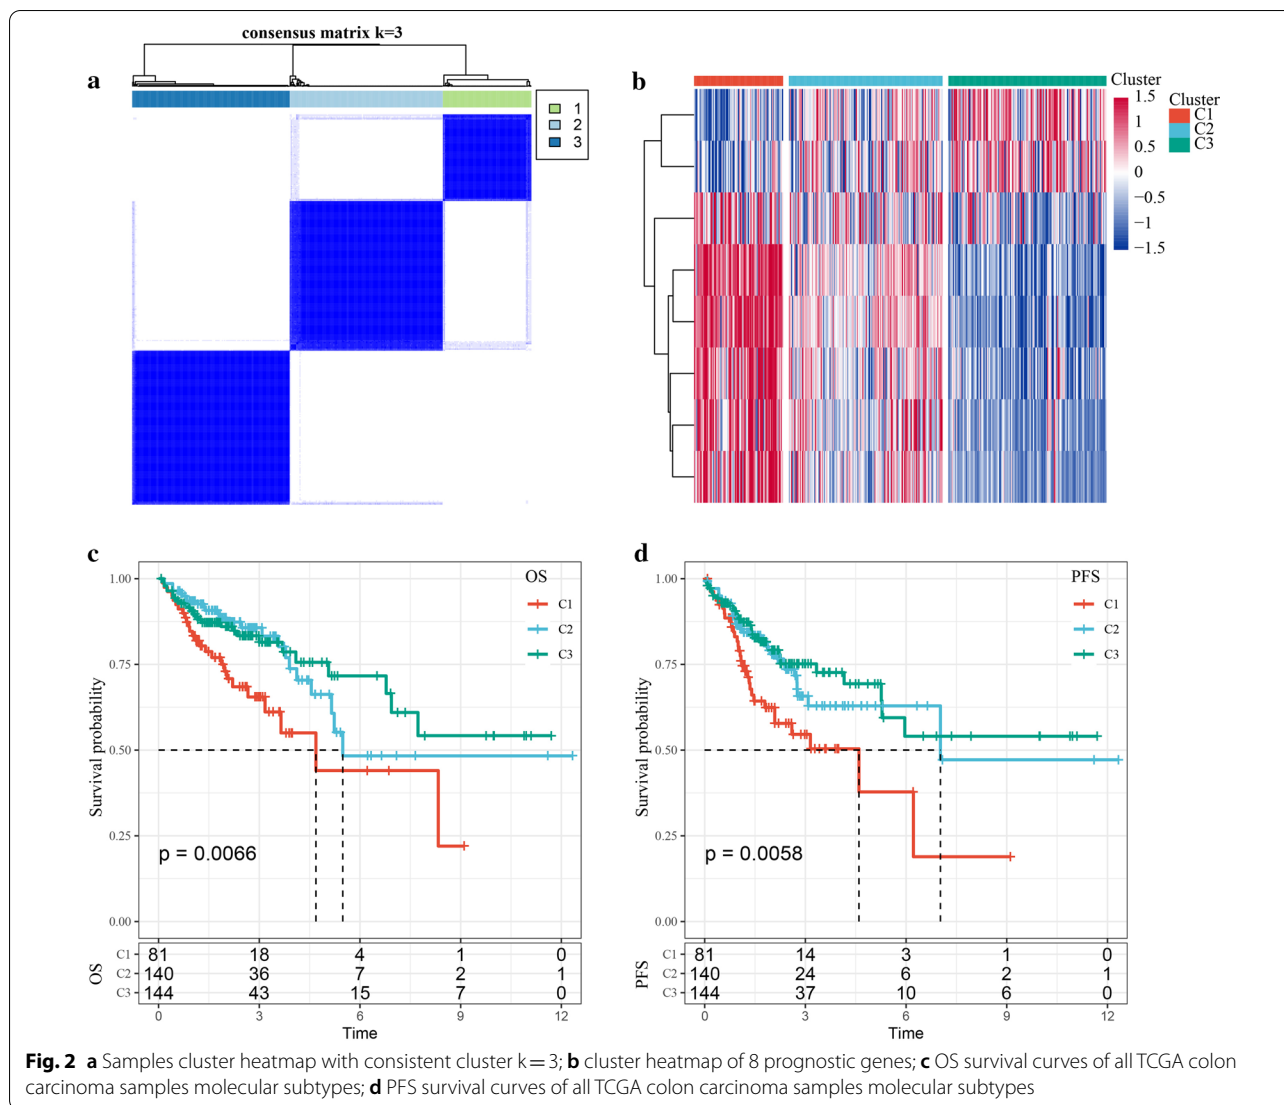 consensus matrix k=3
a
1
2
3
b
Cluster
1.5
1
0.5
0
−0.5
−1
−1.5
Cluster
C1
C2
C3
c
OS
C1
C2
C3
1.00
0.75
0.50
0.25
0.00
Survival probability
p = 0.0066
OS
C1 81 18 4 1 0
C2 140 36 7 2 1
C3 144 43 15 7 0
0 3 6 9 12
Time
d
PFS
C1
C2
C3
1.00
0.75
0.50
0.25
0.00
Survival probability
p = 0.0058
PFS
C1 81 14 3 1 0
C2 140 24 6 2 1
C3 144 37 10 6 0
0 3 6 9 12
Time
Fig. 2 a Samples cluster heatmap with consistent cluster k = 3; b cluster heatmap of 8 prognostic genes; c OS survival curves of all TCGA colon
carcinoma samples molecular subtypes; d PFS survival curves of all TCGA colon carcinoma samples molecular subtypes